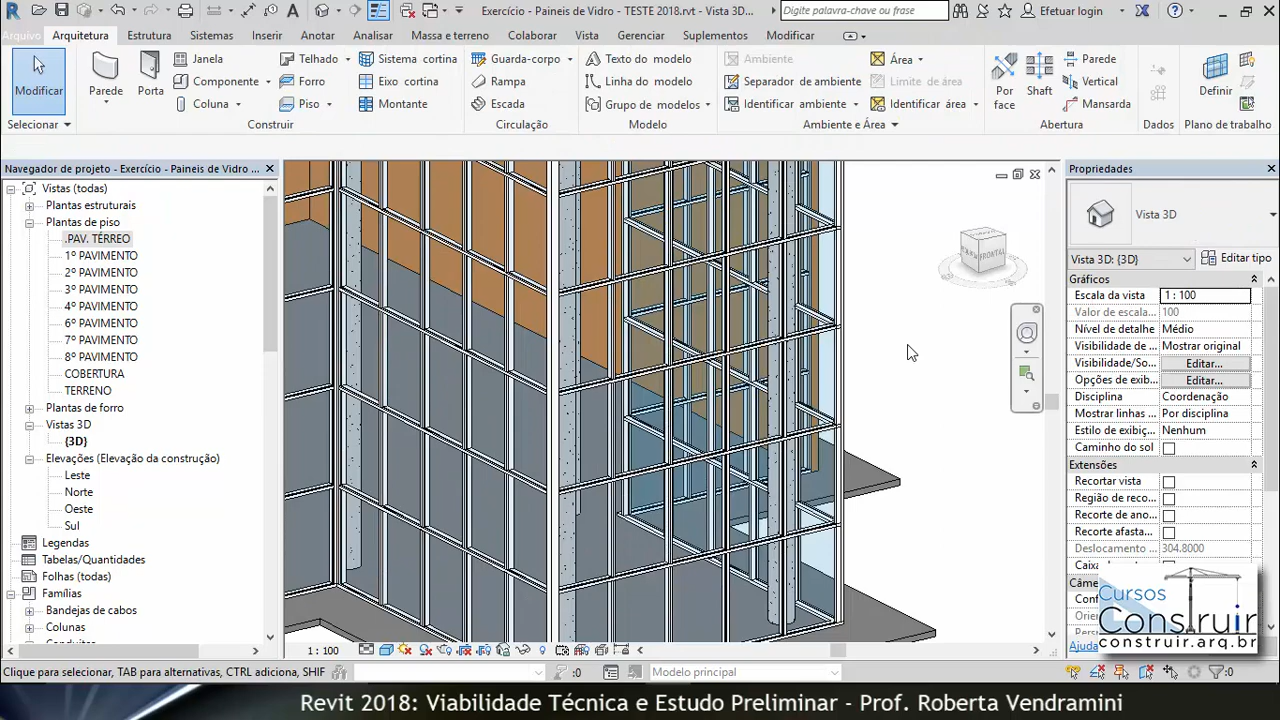 Exercício - Paineis de Vidro - TESTE 2018.rvt - Vista 3D...
Digite palavra-chave ou frase
Efetuar login
Arquivo
Arquitetura
Estrutura
Sistemas
Inserir
Anotar
Analisar
Massa e terreno
Colaborar
Vista
Gerenciar
Suplementos
Modificar
Modificar
Selecionar
Parede
Porta
Janela
Componente
Coluna
Telhado
Forro
Piso
Sistema cortina
Eixo cortina
Montante
Construir
Guarda-corpo
Rampa
Escada
Circulação
Texto do modelo
Linha do modelo
Grupo de modelos
Modelo
Ambiente
Separador de ambiente
Identificar ambiente
Área
Limite de área
Identificar área
Ambiente e Área
Por face
Shaft
Parede
Vertical
Mansarda
Abertura
Dados
Definir
Plano de trabalho
Navegador de projeto - Exercício - Paineis de Vidro ...
Vistas (todas)
Plantas estruturais
Plantas de piso
.PAV. TÉRREO
1º PAVIMENTO
2º PAVIMENTO
3º PAVIMENTO
4º PAVIMENTO
6º PAVIMENTO
7º PAVIMENTO
8º PAVIMENTO
COBERTURA
TERRENO
Plantas de forro
Vistas 3D
{3D}
Elevações (Elevação da construção)
Leste
Norte
Oeste
Sul
Legendas
Tabelas/Quantidades
Folhas (todas)
Famílias
Bandejas de cabos
Colunas
FRONTAL
Propriedades
Vista 3D
Vista 3D: {3D}
Editar tipo
Gráficos
Escala da vista 1 : 100
Valor de escala... 100
Nível de detalhe Médio
Visibilidade de ... Mostrar original
Visibilidade/So... Editar...
Opções de exib... Editar...
Disciplina Coordenação
Mostrar linhas ... Por disciplina
Estilo de exibiç... Nenhum
Caminho do sol
Extensões
Recortar vista
Região de reco...
Recorte de ano...
Recorte afasta...
Deslocamento ... 304.8000
Ajuda
Cursos
Construir
construir.arq.br
1 : 100
Clique para selecionar, TAB para alternativas, CTRL adiciona, SHIF
:0
Modelo principal
:0
Revit 2018: Viabilidade Técnica e Estudo Preliminar - Prof. Roberta Vendramini